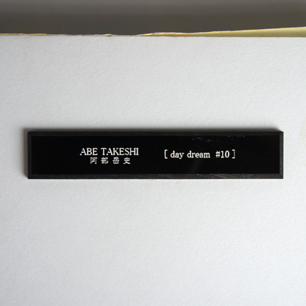 ABE TAKESHI
阿部岳史
[ day dream #10 ]